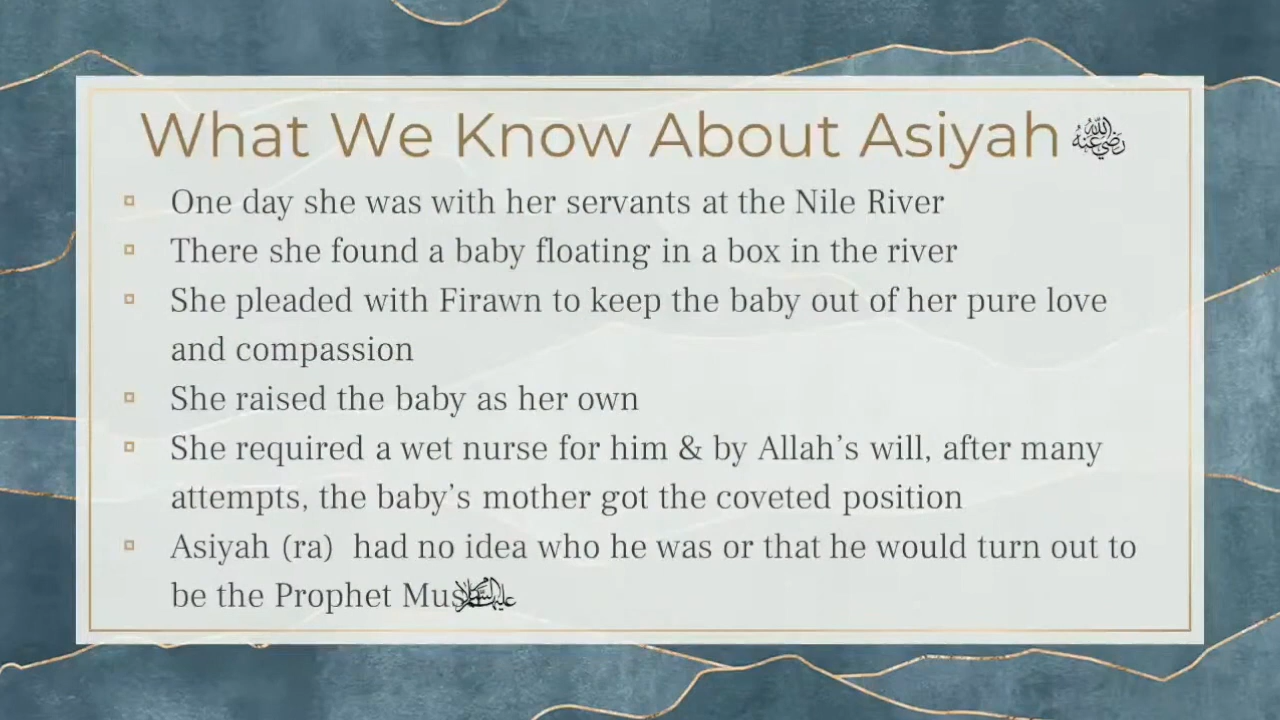 What We Know About Asiyah رضي الله عنه
One day she was with her servants at the Nile River
There she found a baby floating in a box in the river
She pleaded with Firawn to keep the baby out of her pure love
and compassion
She raised the baby as her own
She required a wet nurse for him & by Allah’s will, after many
attempts, the baby’s mother got the coveted position
Asiyah (ra) had no idea who he was or that he would turn out to
be the Prophet عليه السلام